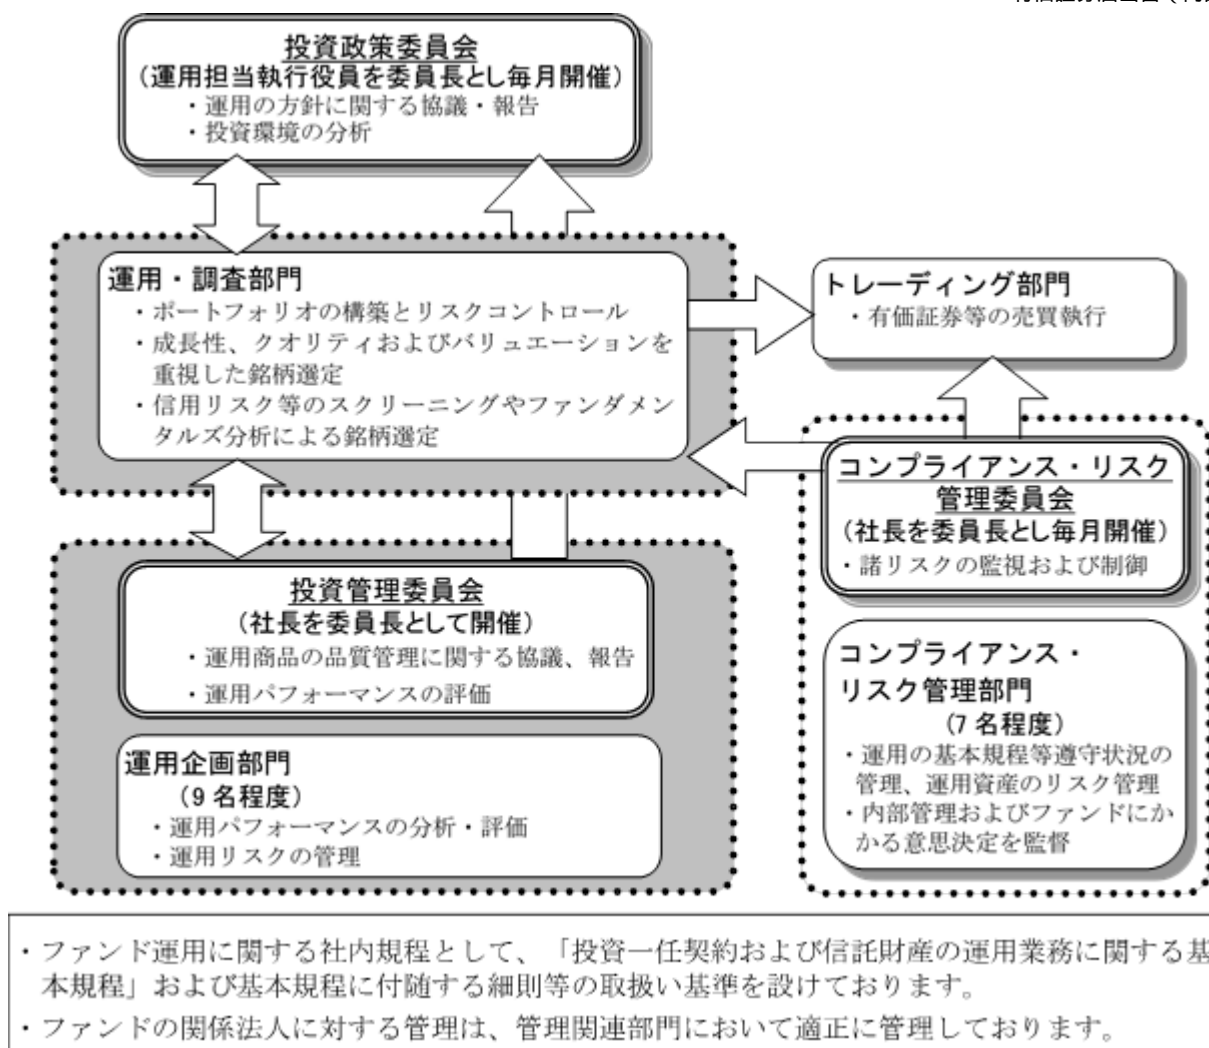 投資政策委員会
(運用担当執行役員を委員長とし毎月開催)
・運用の方針に関する協議・報告
・投資環境の分析
運用・調査部門
・ポートフォリオの構築とリスクコントロール
・成長性、クオリティおよびバリュエーションを
重視した銘柄選定
・信用リスク等のスクリーニングやファンダメン
タルズ分析による銘柄選定
トレーディング部門
・有価証券等の売買執行
コンプライアンス・リスク
管理委員会
(社長を委員長とし毎月開催)
・諸リスクの監視および制御
投資管理委員会
(社長を委員長として開催)
・運用商品の品質管理に関する協議、報告
・運用パフォーマンスの評価
コンプライアンス・
リスク管理部門
(7名程度)
・運用の基本規程等遵守状況の
管理、運用資産のリスク管理
・内部管理およびファンドにか
かる意思決定を監督
運用企画部門
(9名程度)
・運用パフォーマンスの分析・評価
・運用リスクの管理
・ファンド運用に関する社内規程として、「投資一任契約および信託財産の運用業務に関する基
本規程」および基本規程に付随する細則等の取扱い基準を設けております。
・ファンドの関係法人に対する管理は、管理関連部門において適正に管理しております。